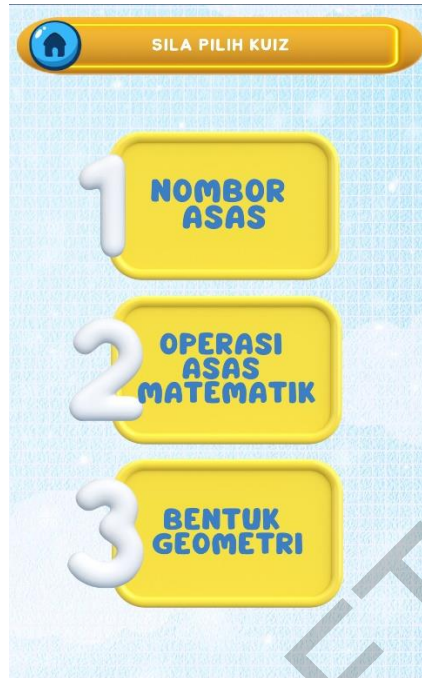 SILA PILIH KUIZ
1
NOMBOR
ASAS
2
OPERASI
ASAS
MATEMATIK
3
BENTUK
GEOMETRI